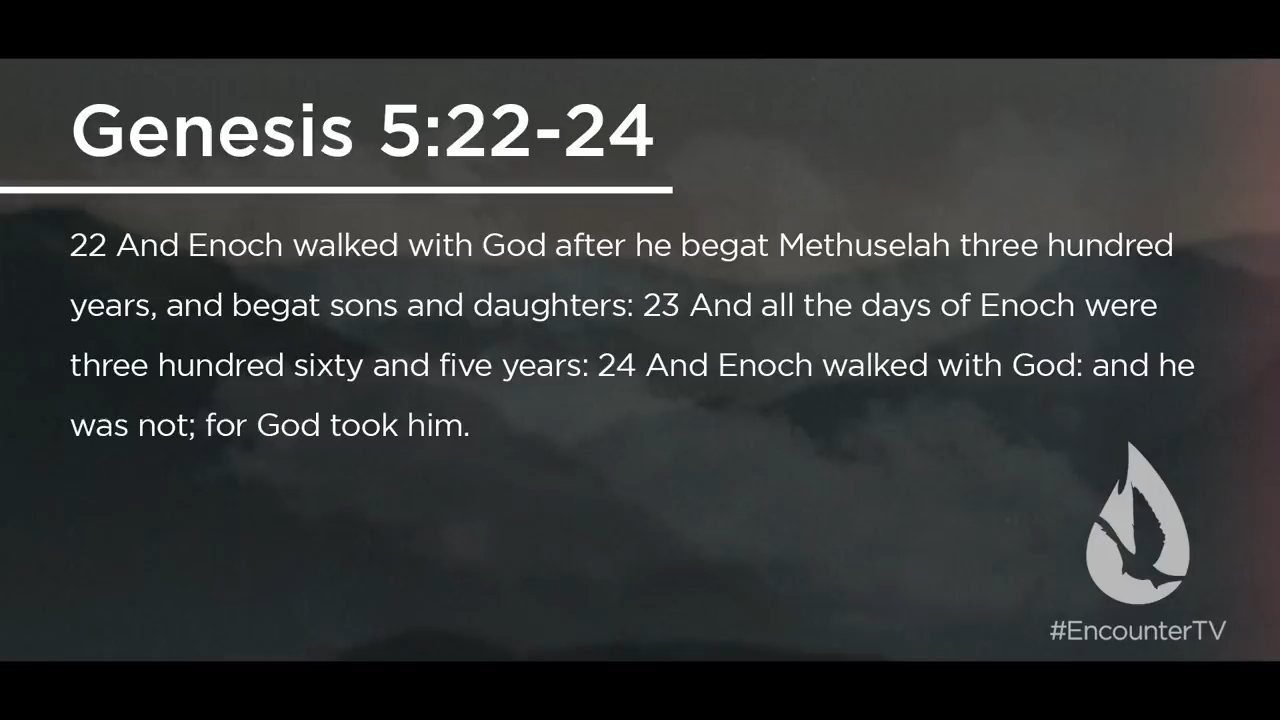 Genesis 5:22-24
22 And Enoch walked with God after he begat Methuselah three hundred
years, and begat sons and daughters: 23 And all the days of Enoch were
three hundred sixty and five years: 24 And Enoch walked with God: and he
was not; for God took him.
#EncounterTV